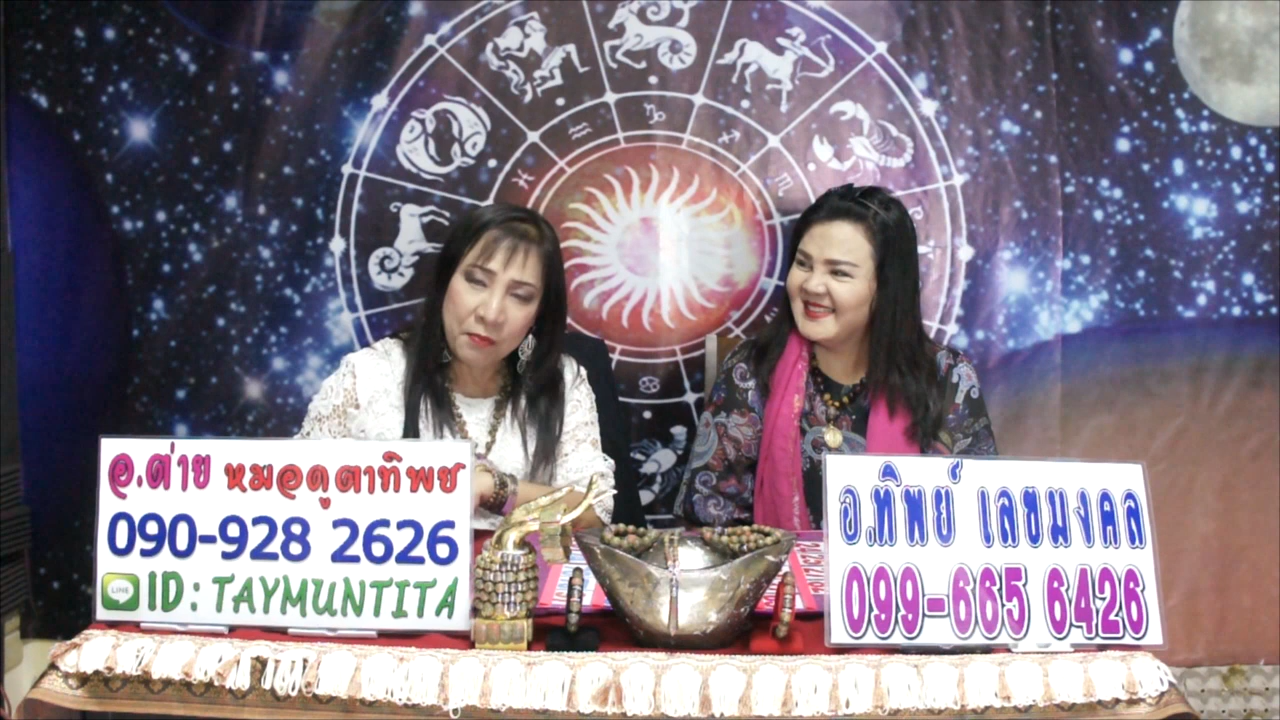 อ.ต่าย หมอดูตาทิพย์
090-928 2626
LINE
ID : TAYMUNTITA
อ.ทิพย์ เลขมงคล
099-665 6426